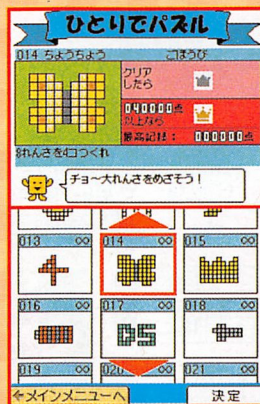 ひとりでパズル
014 ちょうちょう
ごほうび
クリア
したら
040000点
以上なら
最高記録： 000000点
8れんさを4コつくれ
チョ〜大れんさをめざそう！
013 ∞ 014 ∞ 015 ∞
016 ∞ 017 ∞ 018 ∞
019 ∞ 020 ∞ 021 ∞
←メインメニューへ
決定